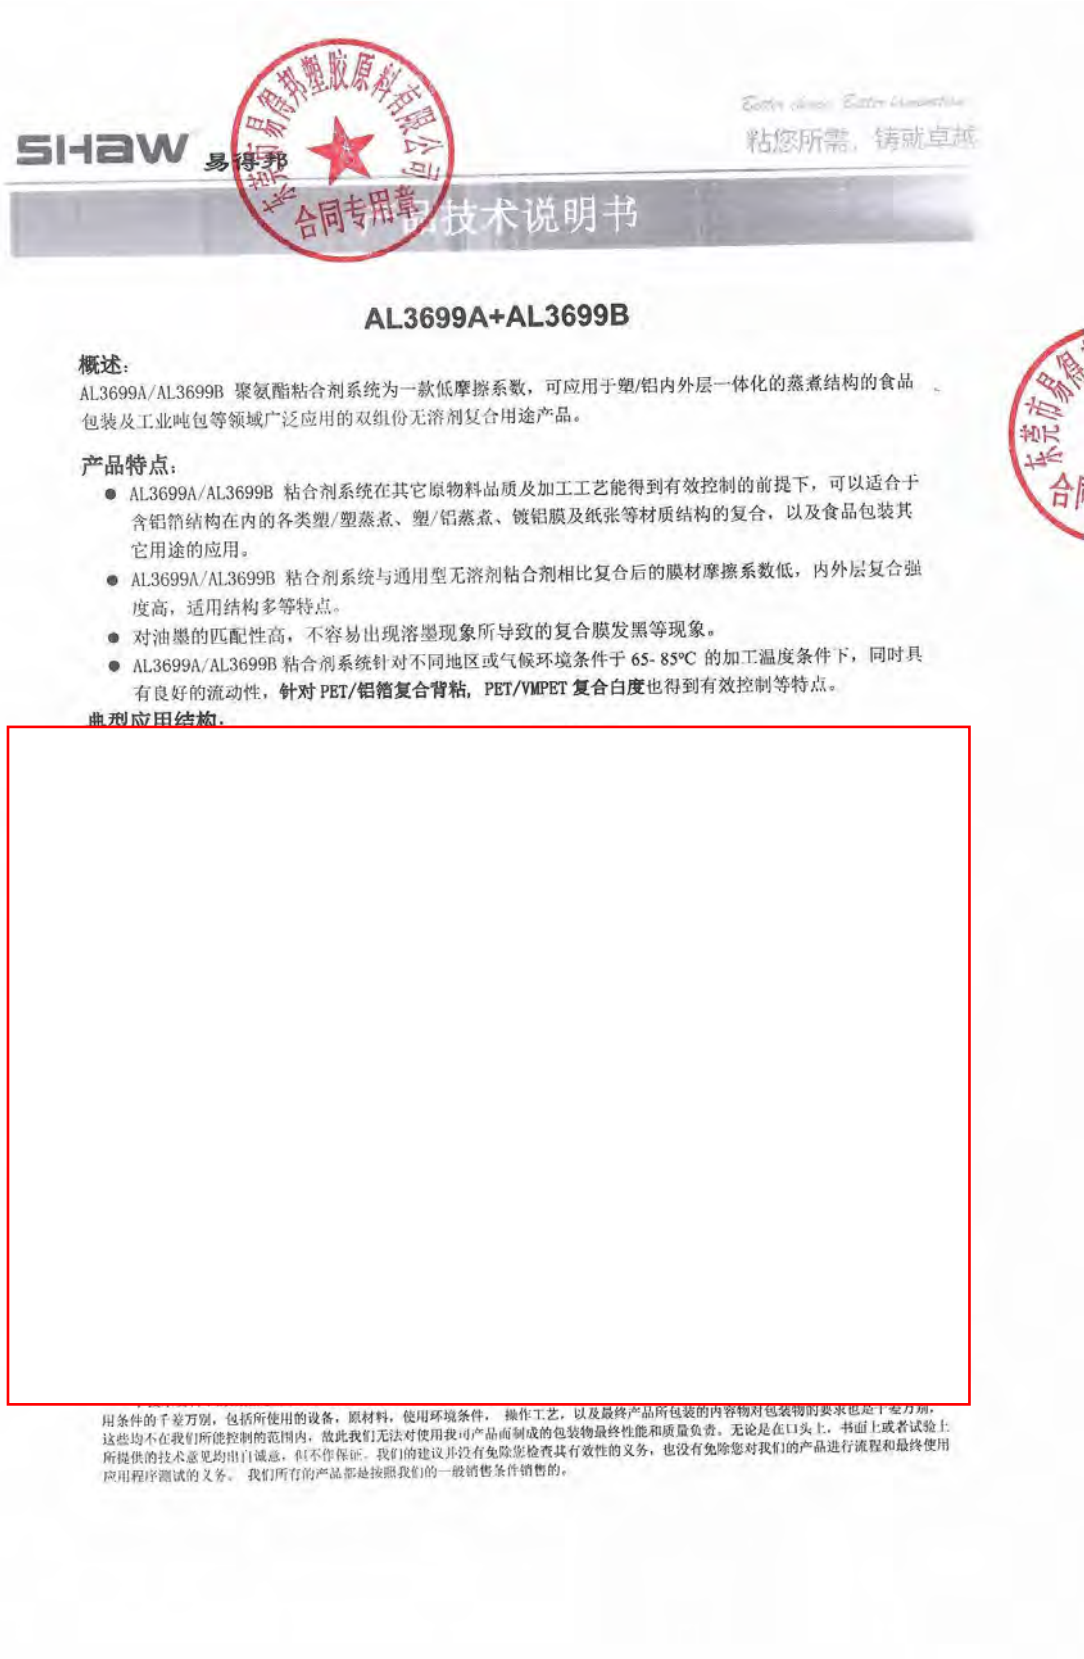 东莞市易得邦塑胶原料有限公司
合同专用章
SHaW 易得邦
Better choice Better
粘您所需，铸就卓越
品技术说明书
AL3699A+AL3699B
概述：
AL3699A/AL3699B 聚氨酯粘合剂系统为一款低摩擦系数，可应用于塑/铝内外层一体化的蒸煮结构的食品
包装及工业吨包等领域广泛应用的双组份无溶剂复合用途产品。
产品特点：
● AL3699A/AL3699B 粘合剂系统在其它原物料品质及加工工艺能得到有效控制的前提下，可以适合于
含铝箔结构在内的各类塑/塑蒸煮、塑/铝蒸煮、镀铝膜及纸张等材质结构的复合，以及食品包装其
它用途的应用。
● AL3699A/AL3699B 粘合剂系统与通用型无溶剂粘合剂相比复合后的膜材摩擦系数低，内外层复合强
度高，适用结构多等特点。
● 对油墨的匹配性高，不容易出现溶墨现象所导致的复合膜发黑等现象。
● AL3699A/AL3699B 粘合剂系统针对不同地区或气候环境条件于 65- 85℃ 的加工温度条件下，同时具
有良好的流动性，针对 PET/铝箔复合背粘，PET/VMPET 复合白度也得到有效控制等特点。
典型应用结构：
用条件的千差万别，包括所使用的设备，原材料，使用环境条件， 操作工艺，以及最终产品所包装的内容物对包装物的要求也是千差万别，
这些均不在我们所能控制的范围内，故此我们无法对使用我司产品而制成的包装物最终性能和质量负责。无论是在口头上，书面上或者试验上
所提供的技术意见均出自诚意，但不作保证。我们的建议并没有免除您检查其有效性的义务，也没有免除您对我们的产品进行流程和最终使用
应用程序测试的义务。 我们所有的产品都是按照我们的一般销售条件销售的。
东莞市易得
合同